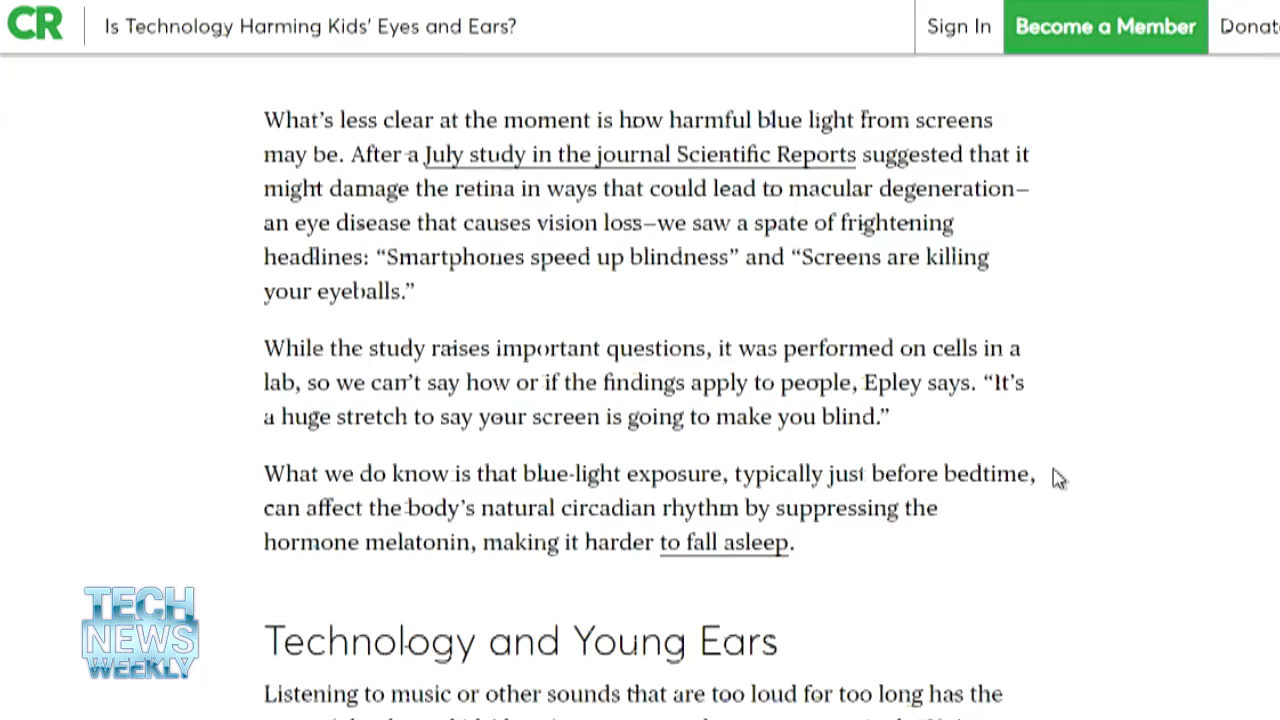 CR
Is Technology Harming Kids' Eyes and Ears?
Sign In
Become a Member
Donat
What's less clear at the moment is how harmful blue light from screens
may be. After a July study in the journal Scientific Reports suggested that it
might damage the retina in ways that could lead to macular degeneration—
an eye disease that causes vision loss—we saw a spate of frightening
headlines: “Smartphones speed up blindness” and “Screens are killing
your eyeballs.”
While the study raises important questions, it was performed on cells in a
lab, so we can't say how or if the findings apply to people, Epley says. “It's
a huge stretch to say your screen is going to make you blind.”
What we do know is that blue-light exposure, typically just before bedtime,
can affect the body's natural circadian rhythm by suppressing the
hormone melatonin, making it harder to fall asleep.
TECH
NEWS
WEEKLY
Technology and Young Ears
Listening to music or other sounds that are too loud for too long has the